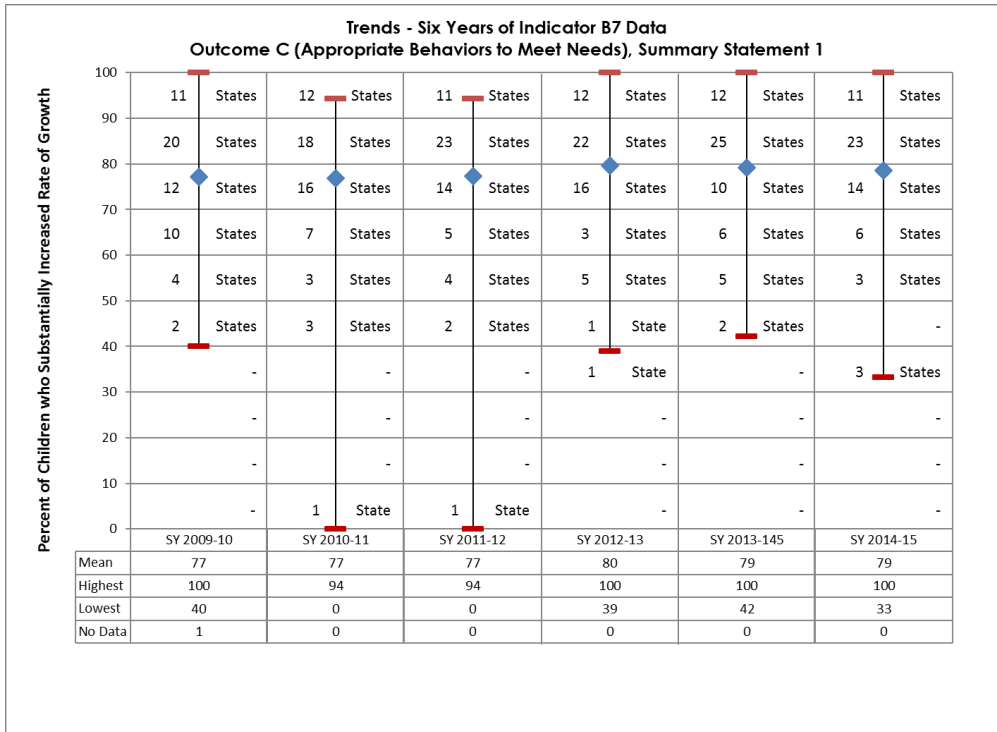 Trends - Six Years of Indicator B7 Data
Outcome C (Appropriate Behaviors to Meet Needs), Summary Statement 1
Percent of Children who Substantially Increased Rate of Growth
100
11 States 12 States 11 States 12 States 12 States 11 States
90
20 States 18 States 23 States 22 States 25 States 23 States
80
12 States 16 States 14 States 16 States 10 States 14 States
70
10 States 7 States 5 States 3 States 6 States 6 States
60
4 States 3 States 4 States 5 States 5 States 3 States
50
2 States 3 States 2 States 1 State 2 States -
40
- - - 1 State - 3 States
30
- - - - - -
20
- - - - - -
10
- 1 State 1 State - - -
0
SY 2009-10 SY 2010-11 SY 2011-12 SY 2012-13 SY 2013-145 SY 2014-15
Mean 77 77 77 80 79 79
Highest 100 94 94 100 100 100
Lowest 40 0 0 39 42 33
No Data 1 0 0 0 0 0